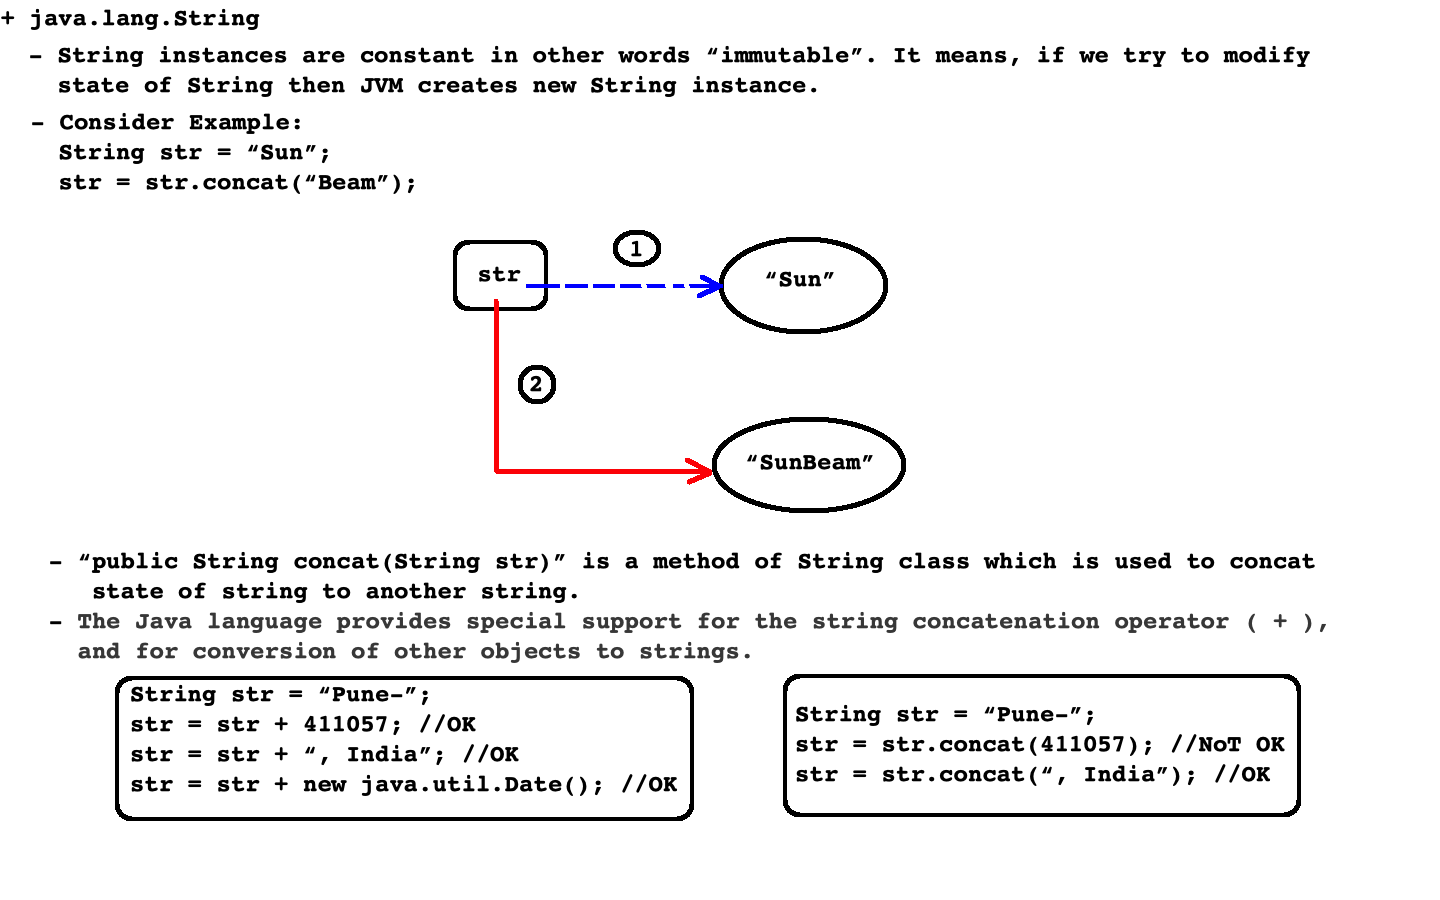 + java.lang.String
- String instances are constant in other words “immutable”. It means, if we try to modify
state of String then JVM creates new String instance.
- Consider Example:
String str = “Sun”;
str = str.concat(“Beam”);
1
str
“Sun”
2
“SunBeam”
- “public String concat(String str)” is a method of String class which is used to concat
state of string to another string.
- The Java language provides special support for the string concatenation operator ( + ),
and for conversion of other objects to strings.
String str = “Pune-”;
str = str + 411057; //OK
str = str + “, India”; //OK
str = str + new java.util.Date(); //OK
String str = “Pune-”;
str = str.concat(411057); //NoT OK
str = str.concat(“, India”); //OK